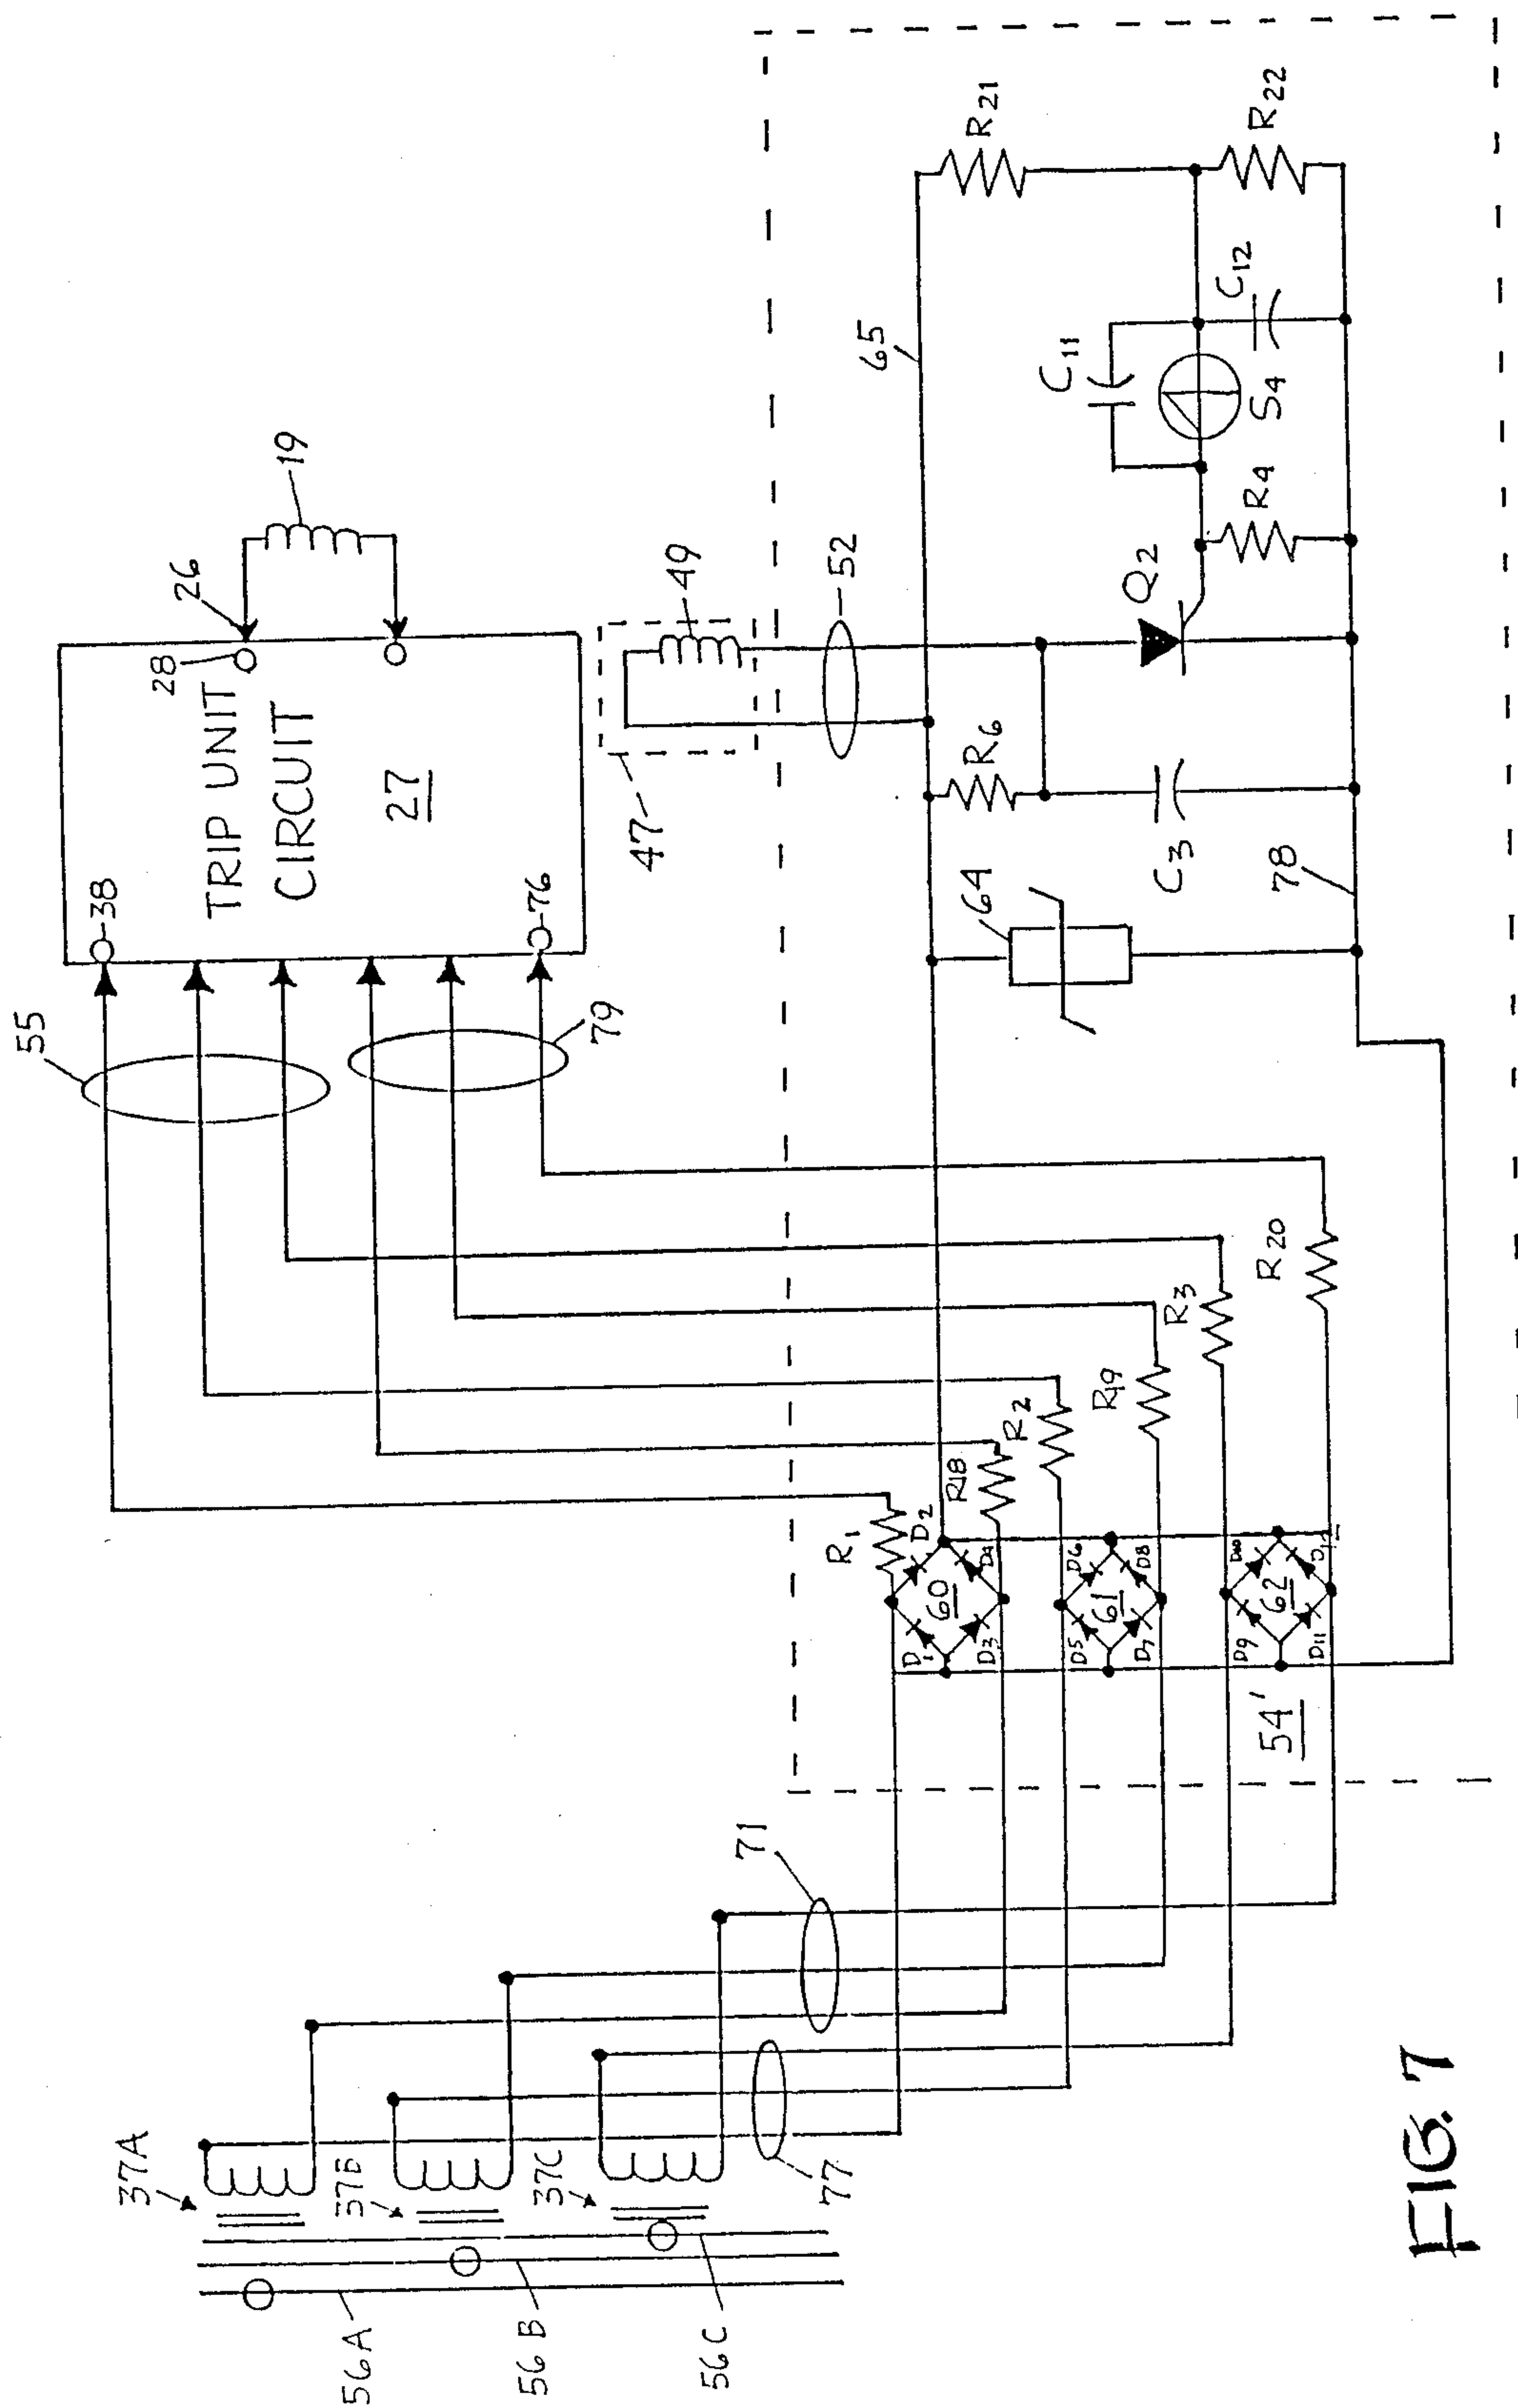 56A
56B
56C
37A
37B
37C
77
71
55
38
TRIP UNIT
CIRCUIT
27
28
26
19
76
79
47
49
52
65
R1
D2
60
D1
D3
D4
R18
R2
D6
61
D5
D7
D8
R19
R3
D10
62
D9
D11
D12
R20
54'
64
R6
C3
78
Q2
R4
C11
S4
C12
R21
R22
FIG. 7